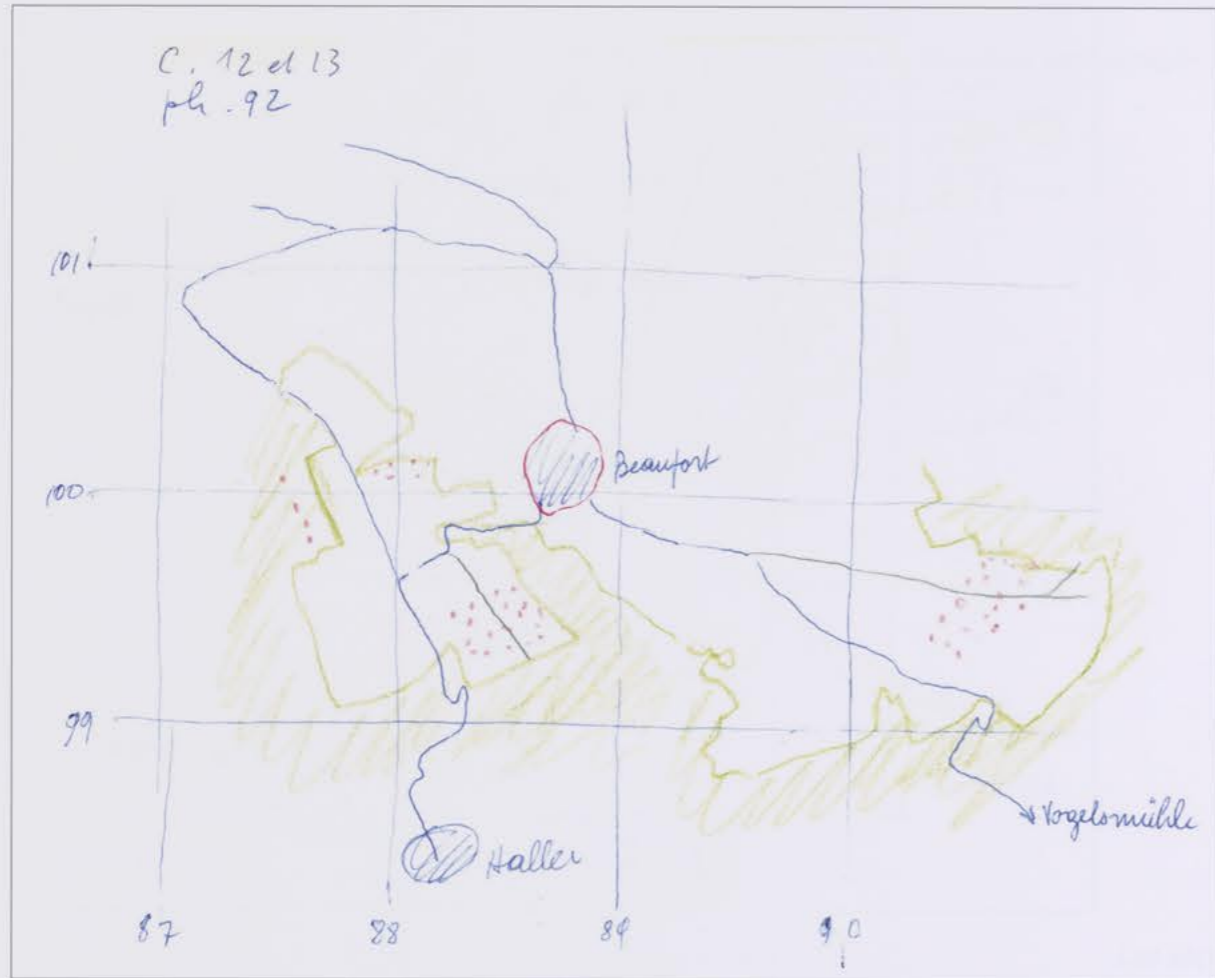 C. 12 et 13
ph. 92
101
Beaufort
100
99
Vogelsmühle
Haller
87 88 89 90